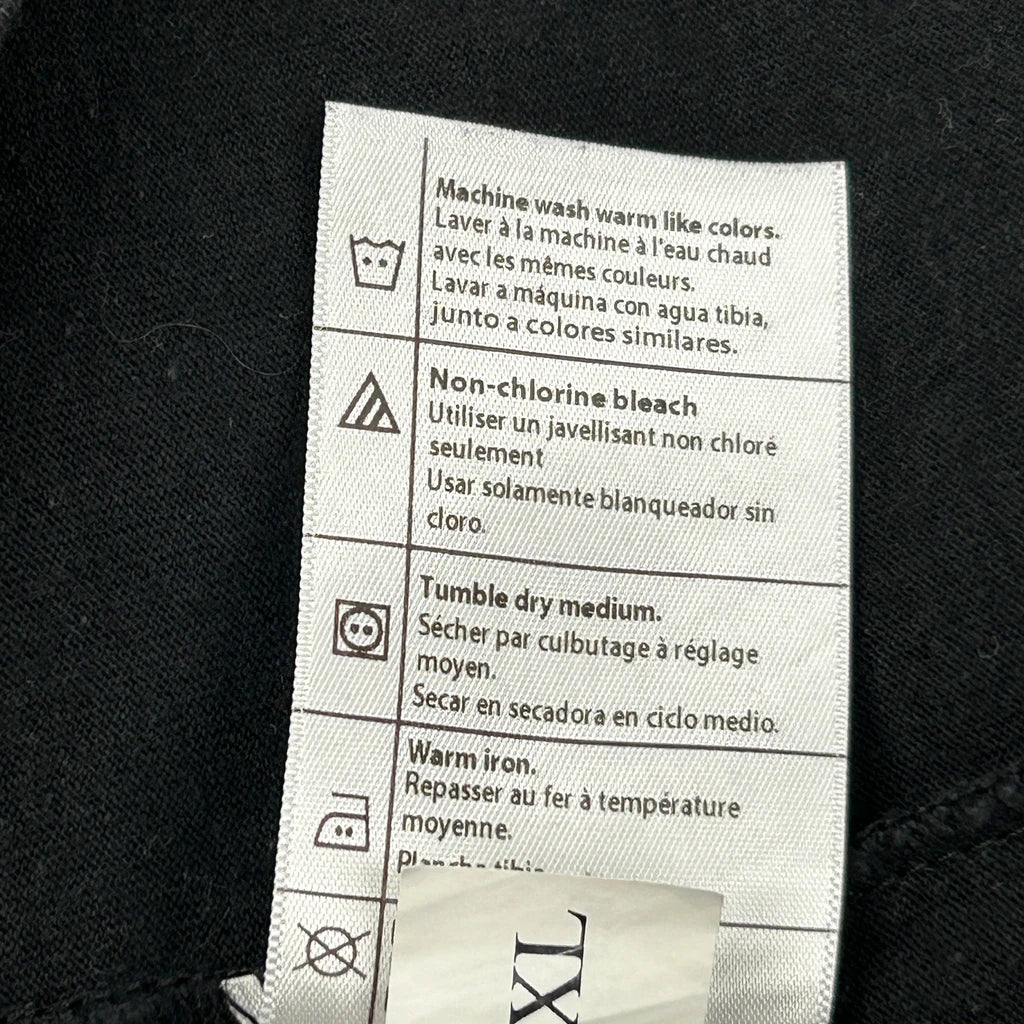 Machine wash warm like colors.
Laver à la machine à l'eau chaud
avec les mêmes couleurs.
Lavar a máquina con agua tibia,
junto a colores similares.
Non-chlorine bleach
Utiliser un javellisant non chloré
seulement
Usar solamente blanqueador sin
cloro.
Tumble dry medium.
Sécher par culbutage à réglage
moyen.
Secar en secadora en ciclo medio.
Warm iron.
Repasser au fer à température
moyenne.
XL